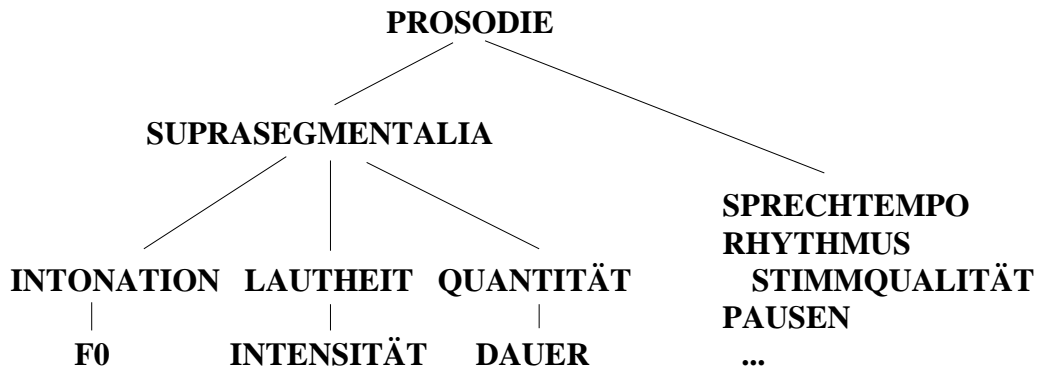 PROSODIE
SUPRASEGMENTALIA
INTONATION LAUTHEIT QUANTITÄT
F0 INTENSITÄT DAUER
SPRECHTEMPO
RHYTHMUS
STIMMQUALITÄT
PAUSEN
...